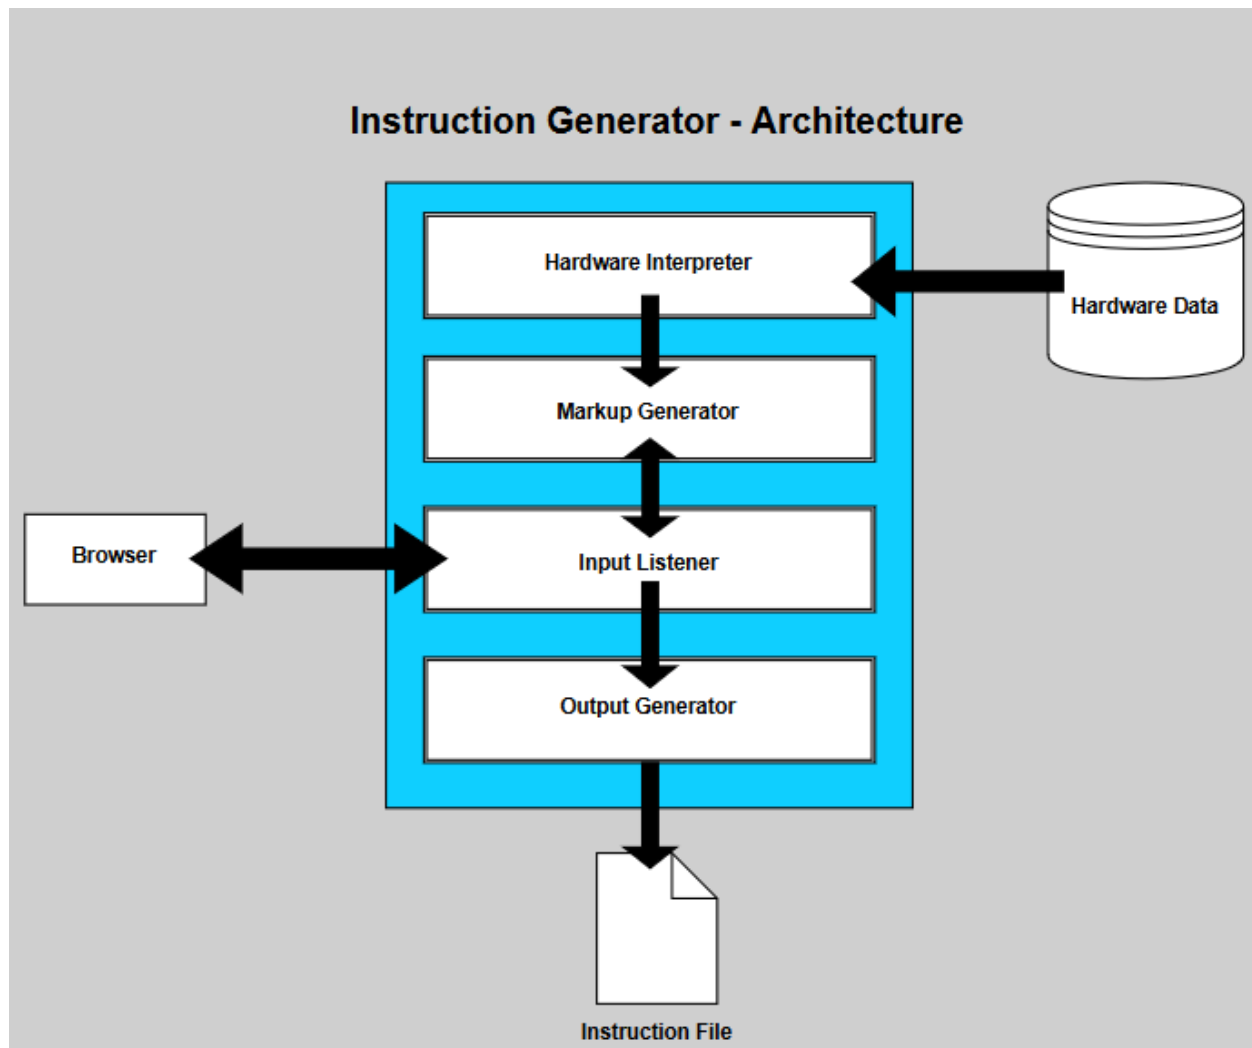 Instruction Generator - Architecture
Hardware Interpreter
Hardware Data
Markup Generator
Browser
Input Listener
Output Generator
Instruction File